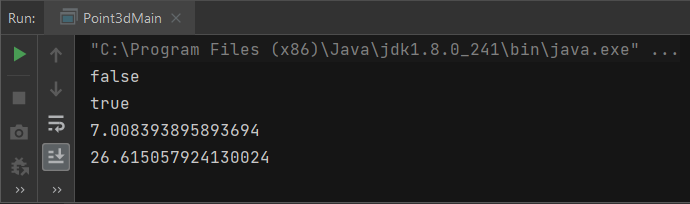 Run: Point3dMain ×
"C:\Program Files (x86)\Java\jdk1.8.0_241\bin\java.exe" ...
false
true
7.008393895893694
26.615057924130024